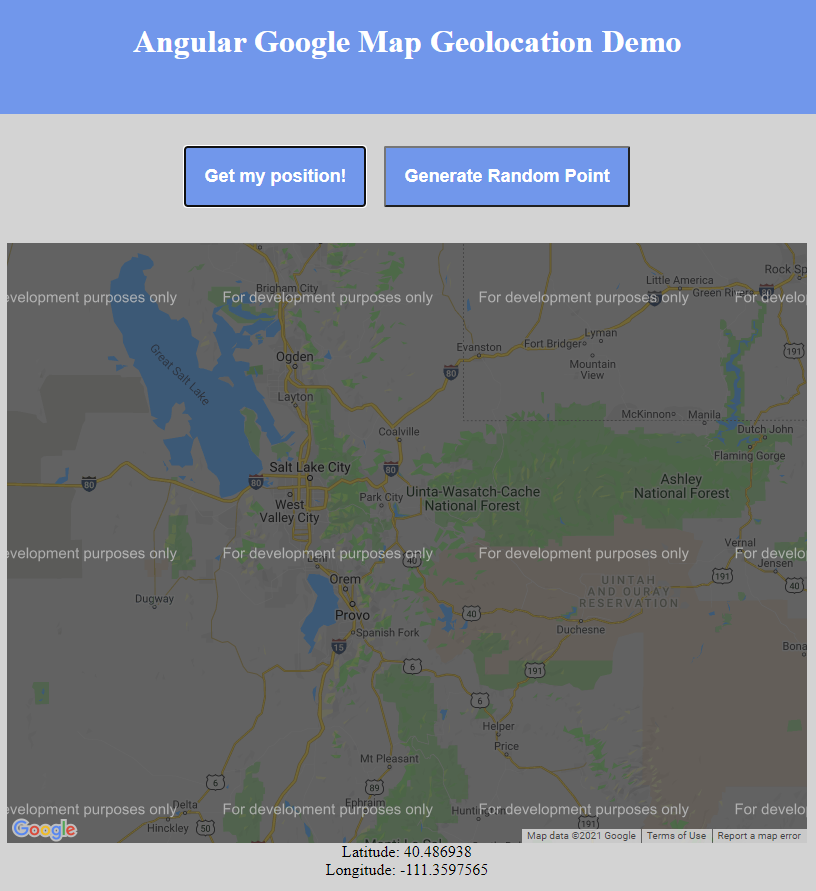 Angular Google Map Geolocation Demo
Get my position!
Generate Random Point
Rock Sp
Little America
Brigham City
Green River
80
evelopment purposes only
For development purposes only
For development purposes only
For develo
80
Lyman
Fort Bridger
Evanston
191
Ogden
Mountain
View
80
Great Salt Lake
Layton
McKinnon
Manila
Dutch John
Coalville
Flaming Gorge
Salt Lake City
80
80
80
Park City
Uinta-Wasatch-Cache
National Forest
Ashley
National Forest
West
Valley City
Vernal
evelopment purposes only
For development purposes only
For development purposes only
For develo
Lehi
40
Jensen
191
40
Orem
UINTAH
AND OURAY
RESERVATION
Dugway
Provo
40
Duchesne
Spanish Fork
15
Bona
6
191
6
Helper
Price
Mt Pleasant
6
89
Delta
Ephraim
evelopment purposes only
For development purposes only
For development purposes only
For develo
Hinckley
50
191
Google
Map data ©2021 Google
Terms of Use
Report a map error
Latitude: 40.486938
Longitude: -111.3597565